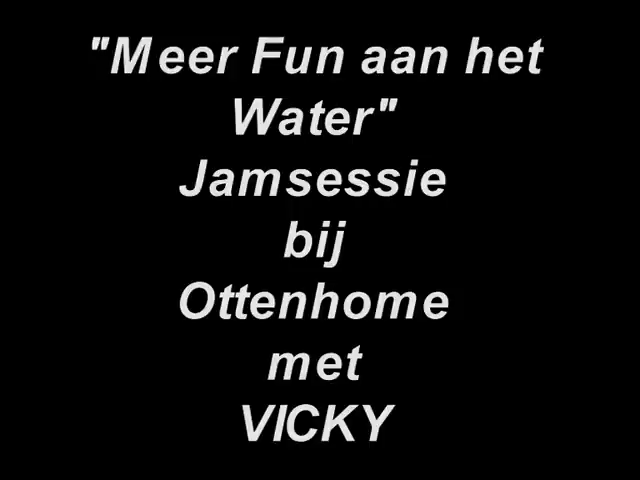 "Meer Fun aan het
Water"
Jamsessie
bij
Ottenhome
met
VICKY